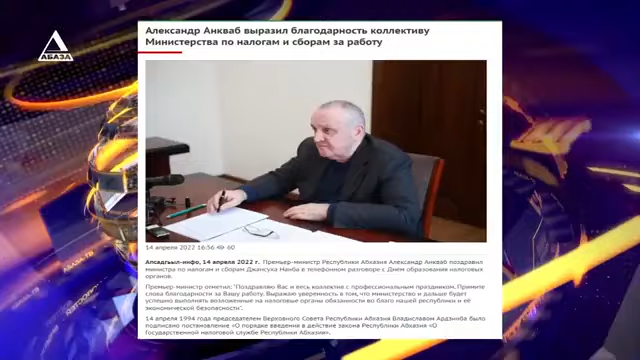 АБАЗА
Александр Анкваб выразил благодарность коллективу
Министерства по налогам и сборам за работу
14 апреля 2022 16:56 60
Апсадгьыл-инфо, 14 апреля 2022 г. Премьер-министр Республики Абхазия Александр Анкваб поздравил
министра по налогам и сборам Джансуха Нанба в телефонном разговоре с Днем образования налоговых
органов.
Премьер-министр отметил: "Поздравляю Вас и весь коллектив с профессиональным праздником. Примите
слова благодарности за Вашу работу. Выражаю уверенность в том, что министерство и дальше будет
успешно выполнять возложенные на налоговые органы обязанности во благо нашей республики и её
экономической безопасности".
14 апреля 1994 года председателем Верховного Совета Республики Абхазия Владиславом Ардзинба было
подписано постановление «О порядке введения в действие закона Республики Абхазия «О
Государственной налоговой службе Республики Абхазия».